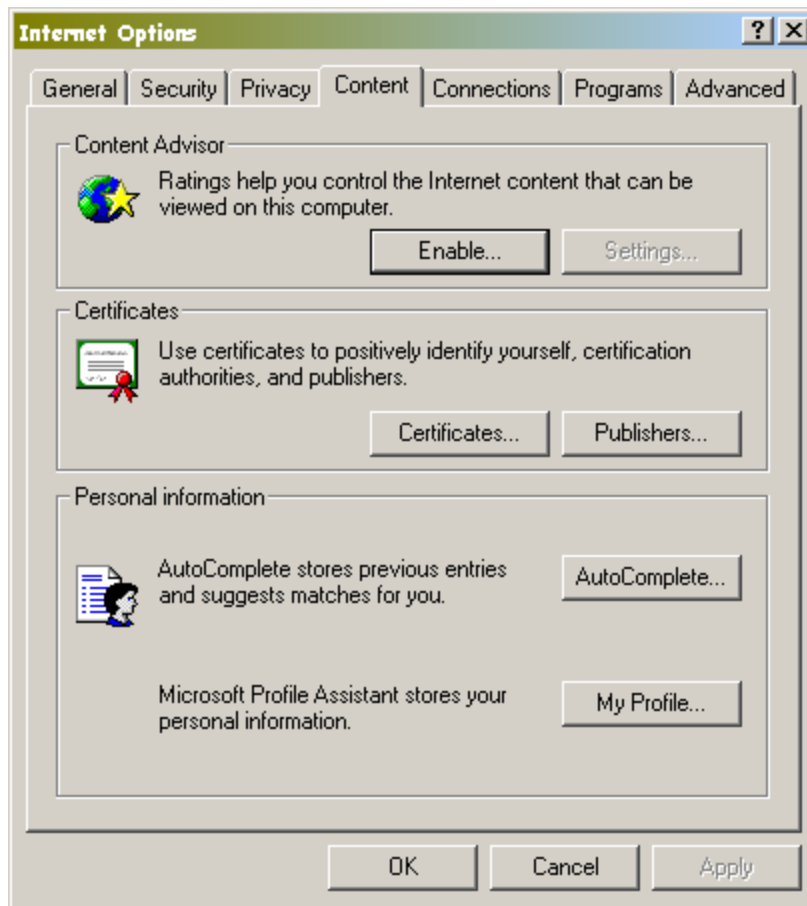 Internet Options
General Security Privacy Content Connections Programs Advanced
Content Advisor
Ratings help you control the Internet content that can be
viewed on this computer.
Enable... Settings...
Certificates
Use certificates to positively identify yourself, certification
authorities, and publishers.
Certificates... Publishers...
Personal information
AutoComplete stores previous entries
and suggests matches for you.
AutoComplete...
Microsoft Profile Assistant stores your
personal information.
My Profile...
OK Cancel Apply